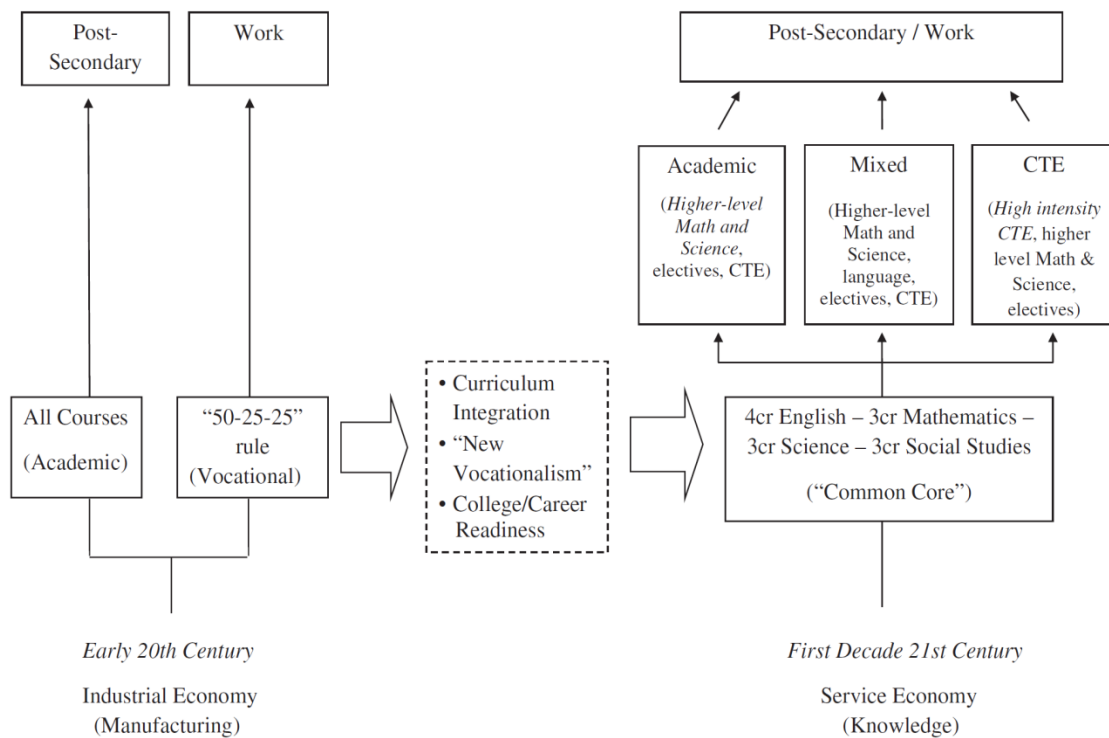 Post-
Secondary
Work
Post-Secondary / Work
Academic
(Higher-level
Math and
Science,
electives, CTE)
Mixed
(Higher-level
Math and
Science,
language,
electives, CTE)
CTE
(High intensity
CTE, higher
level Math &
Science,
electives)
All Courses
(Academic)
“50-25-25”
rule
(Vocational)
• Curriculum
Integration
• “New
Vocationalism”
• College/Career
Readiness
4cr English – 3cr Mathematics –
3cr Science – 3cr Social Studies
(“Common Core”)
Early 20th Century
Industrial Economy
(Manufacturing)
First Decade 21st Century
Service Economy
(Knowledge)